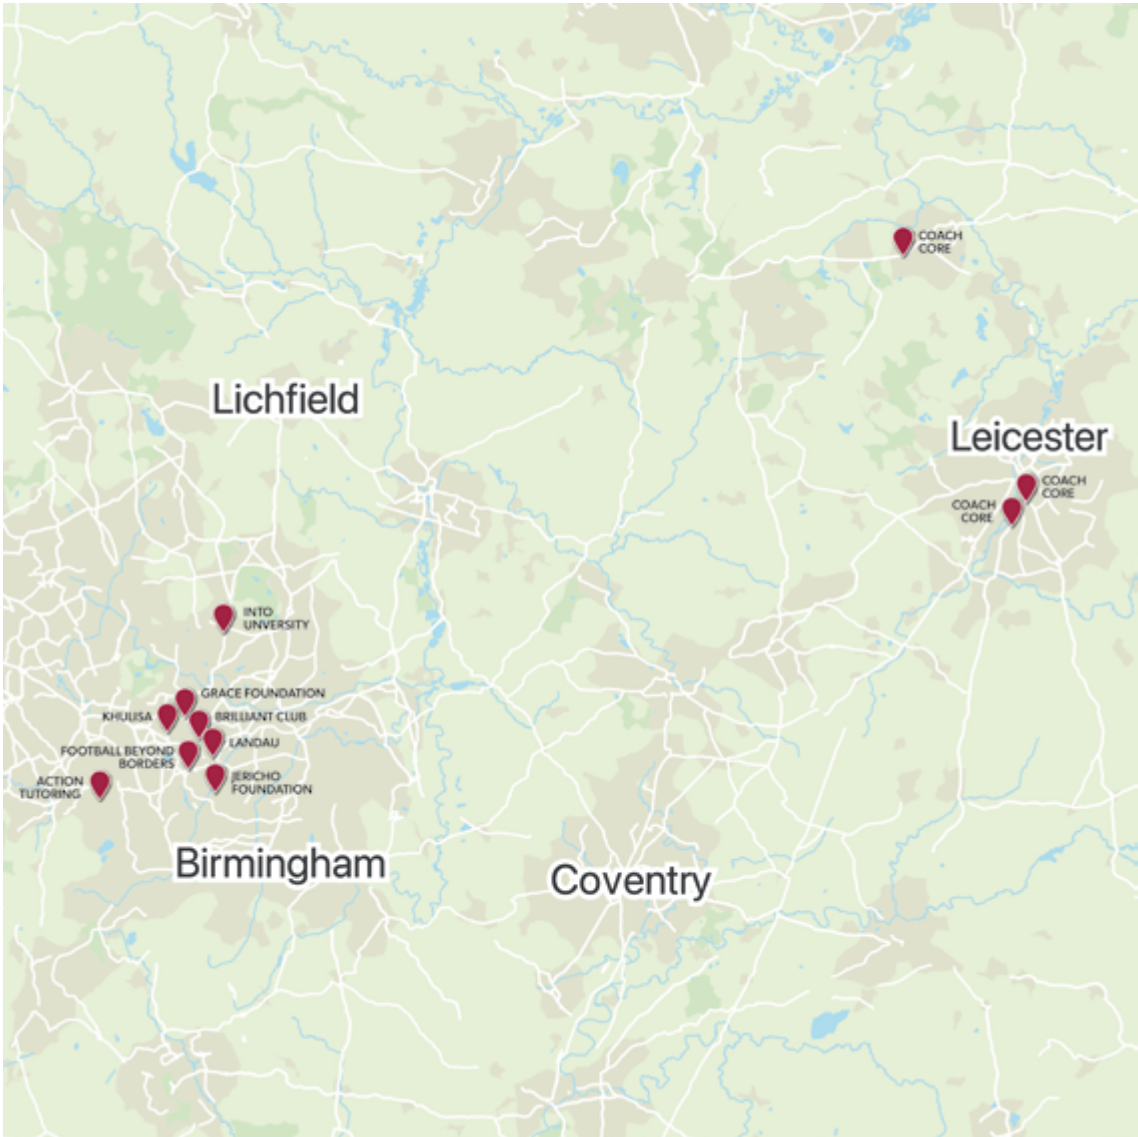 COACH
CORE
Lichfield
Leicester
COACH
CORE
COACH
CORE
INTO
UNVERSITY
GRACE FOUNDATION
KHULISA
BRILLIANT CLUB
LANDAU
FOOTBALL BEYOND
BORDERS
JERICHO
FOUNDATION
ACTION
TUTORING
Birmingham
Coventry